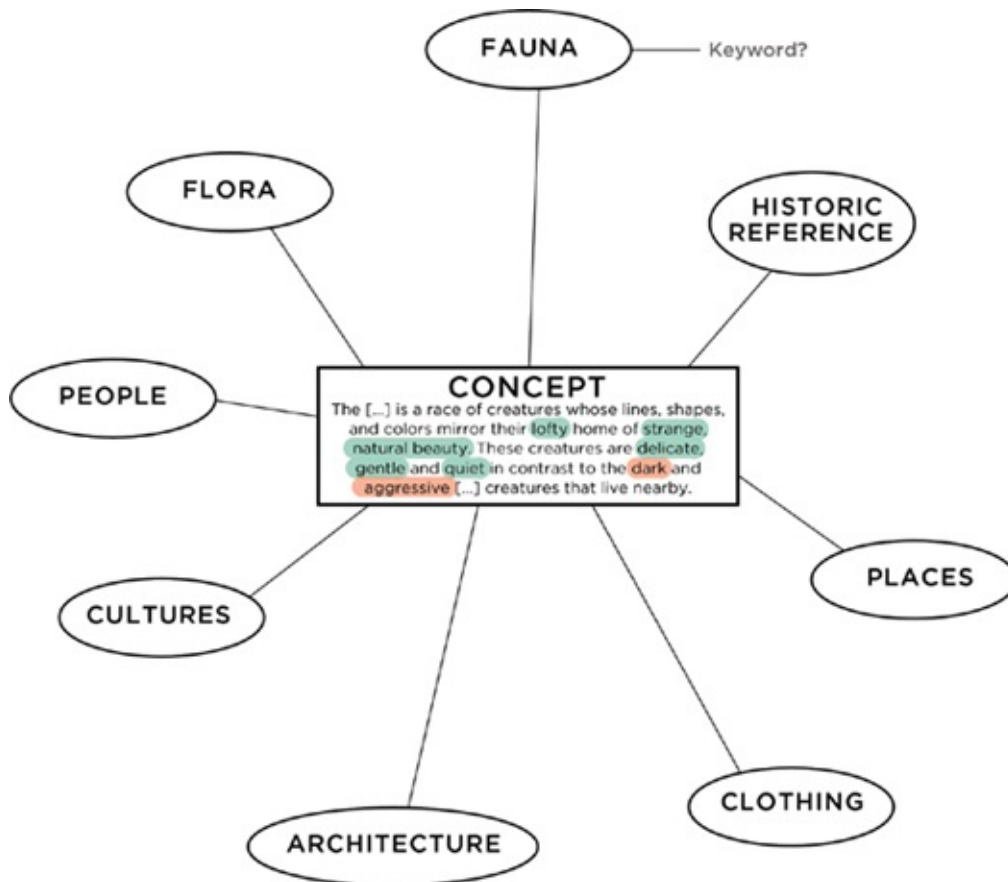 FAUNA
Keyword?
FLORA
HISTORIC
REFERENCE
PEOPLE
CONCEPT
The [...] is a race of creatures whose lines, shapes,
and colors mirror their lofty home of strange,
natural beauty. These creatures are delicate,
gentle and quiet in contrast to the dark and
aggressive [...] creatures that live nearby.
PLACES
CULTURES
CLOTHING
ARCHITECTURE